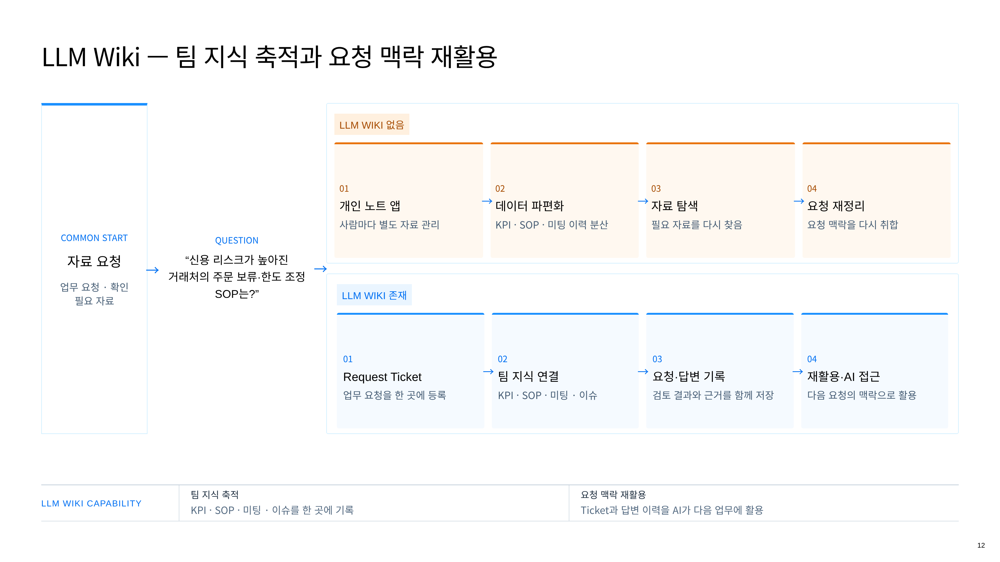 LLM Wiki — 팀 지식 축적과 요청 맥락 재활용
COMMON START
자료 요청
업무 요청 · 확인
필요 자료
→
QUESTION
“신용 리스크가 높아진
거래처의 주문 보류·한도 조정
SOP는?”
→
LLM WIKI 없음
01
개인 노트 앱
사람마다 별도 자료 관리
→
02
데이터 파편화
KPI · SOP · 미팅 이력 분산
→
03
자료 탐색
필요 자료를 다시 찾음
→
04
요청 재정리
요청 맥락을 다시 취합
LLM WIKI 존재
01
Request Ticket
업무 요청을 한 곳에 등록
→
02
팀 지식 연결
KPI · SOP · 미팅 · 이슈
→
03
요청·답변 기록
검토 결과와 근거를 함께 저장
→
04
재활용·AI 접근
다음 요청의 맥락으로 활용
LLM WIKI CAPABILITY
팀 지식 축적
KPI · SOP · 미팅 · 이슈를 한 곳에 기록
요청 맥락 재활용
Ticket과 답변 이력을 AI가 다음 업무에 활용
12